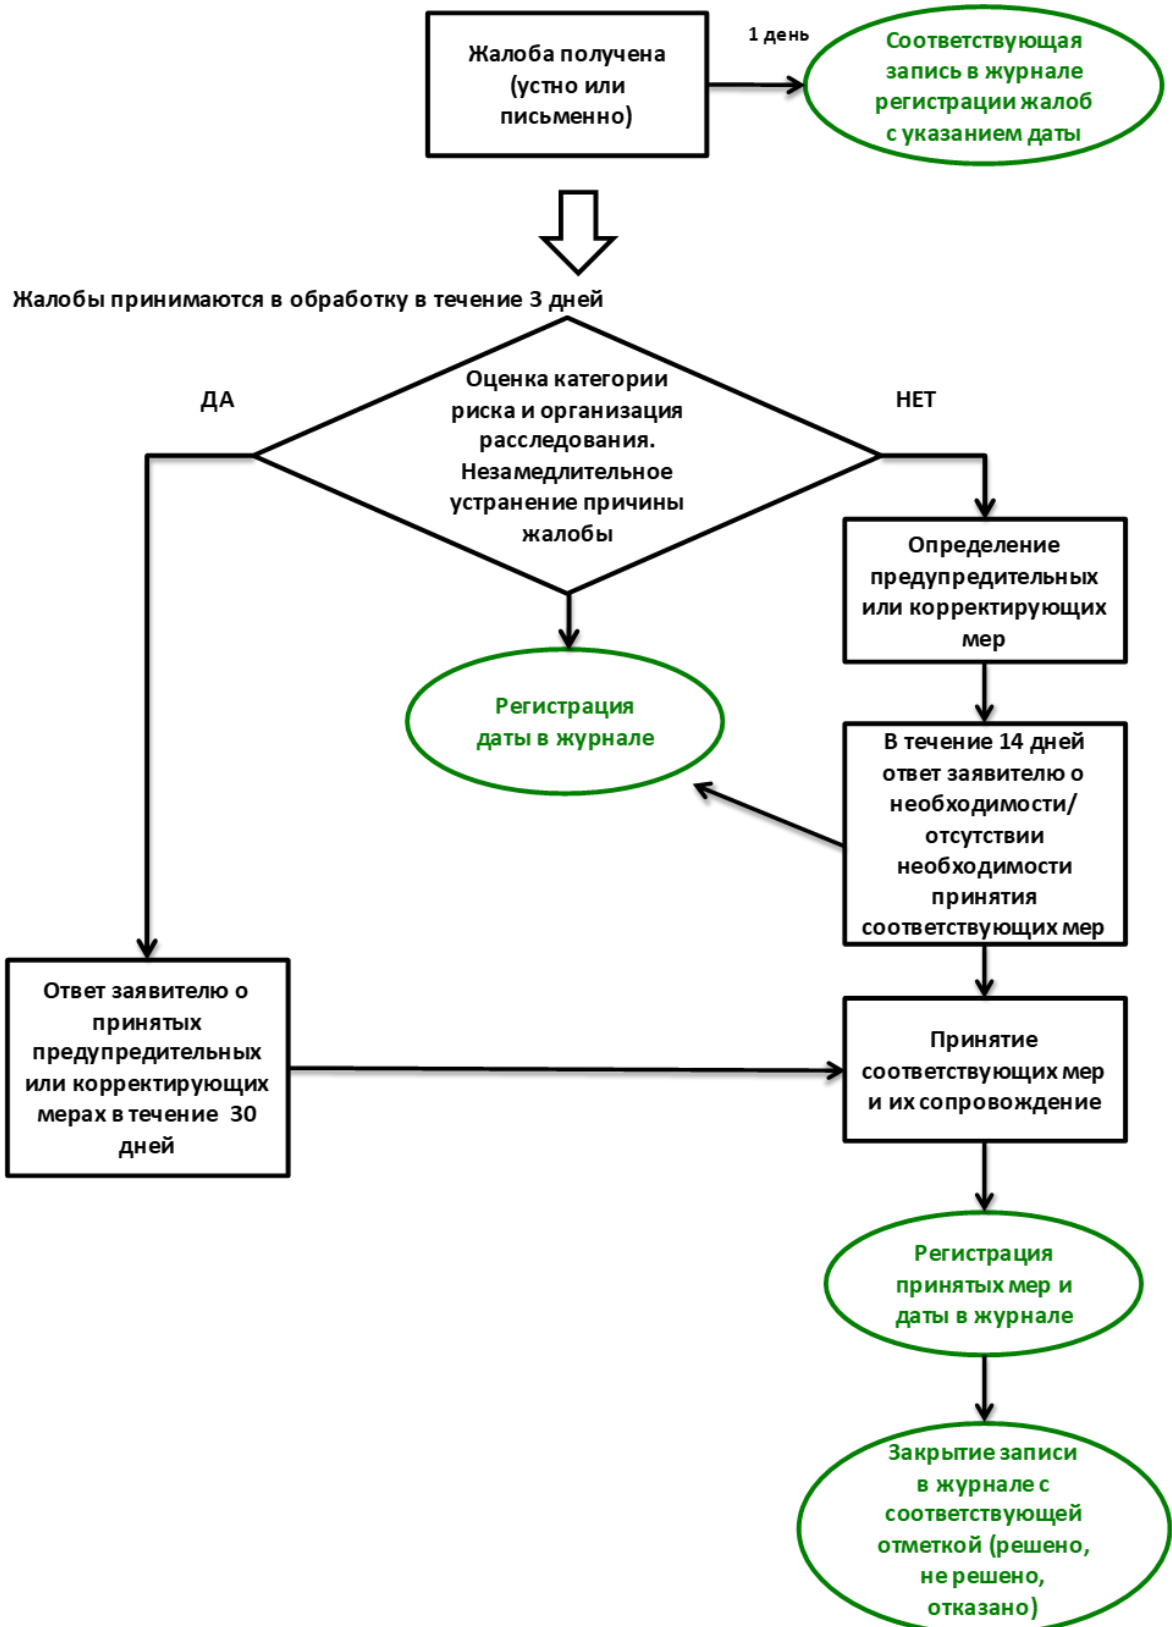 Жалоба получена
(устно или
письменно)
1 день
Соответствующая
запись в журнале
регистрации жалоб
с указанием даты
Жалобы принимаются в обработку в течение 3 дней
ДА
Оценка категории
риска и организация
расследования.
Незамедлительное
устранение причины
жалобы
НЕТ
Определение
предупредительных
или корректирующих
мер
Регистрация
даты в журнале
В течение 14 дней
ответ заявителю о
необходимости/
отсутствии
необходимости
принятия
соответствующих мер
Ответ заявителю о
принятых
предупредительных
или корректирующих
мерах в течение 30
дней
Принятие
соответствующих мер
и их сопровождение
Регистрация
принятых мер и
даты в журнале
Закрытие записи
в журнале с
соответствующей
отметкой (решено,
не решено,
отказано)